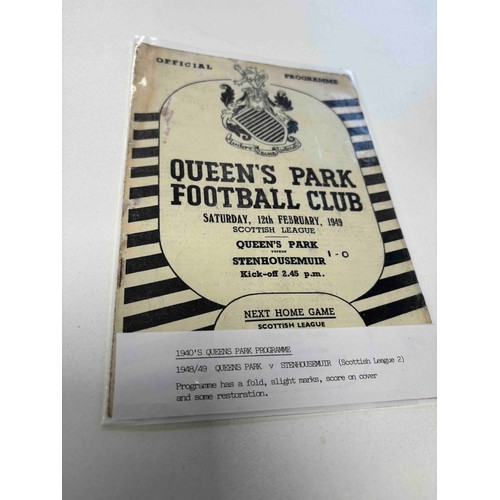 OFFICIAL PROGRAMME
QUEEN'S PARK
FOOTBALL CLUB
SATURDAY, 12th FEBRUARY, 1949
SCOTTISH LEAGUE
QUEEN'S PARK
versus
STENHOUSEMUIR 1-0
Kick-off 2.45 p.m.
NEXT HOME GAME
SCOTTISH LEAGUE
1940'S QUEENS PARK PROGRAMME
1948/49 QUEENS PARK v STENHOUSEMUIR (Scottish League 2)
Programme has a fold, slight marks, score on cover
and some restoration.